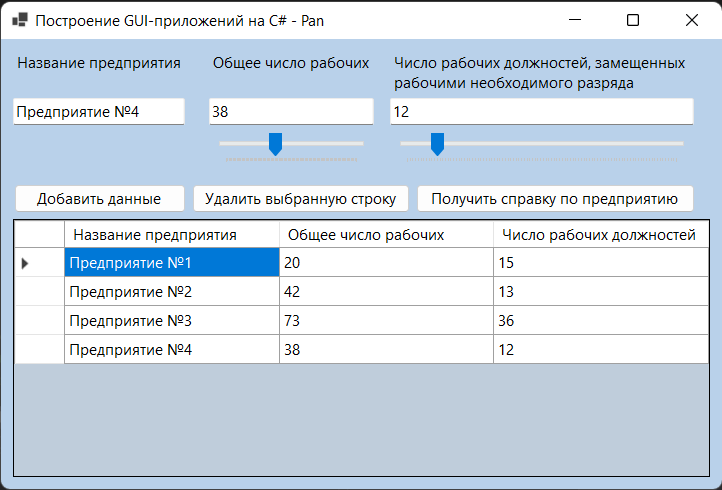 Построение GUI-приложений на C# - Pan
Название предприятия Общее число рабочих Число рабочих должностей, замещенных
рабочими необходимого разряда
Предприятие №4 38 12
Добавить данные Удалить выбранную строку Получить справку по предприятию
Название предприятия Общее число рабочих Число рабочих должностей
Предприятие №1 20 15
Предприятие №2 42 13
Предприятие №3 73 36
Предприятие №4 38 12